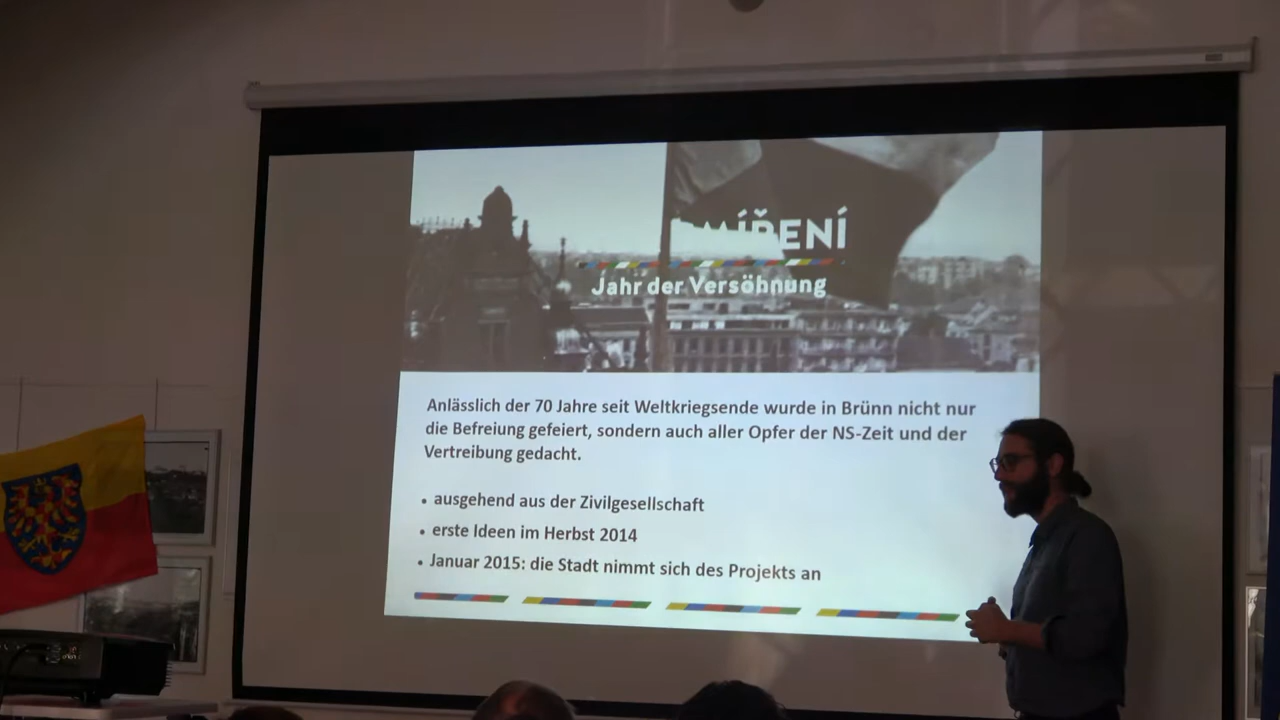 Jahr der Versöhnung
Anlässlich der 70 Jahre seit Weltkriegsende wurde in Brünn nicht nur
die Befreiung gefeiert, sondern auch aller Opfer der NS-Zeit und der
Vertreibung gedacht.
• ausgehend aus der Zivilgesellschaft
• erste Ideen im Herbst 2014
• Januar 2015: die Stadt nimmt sich des Projekts an